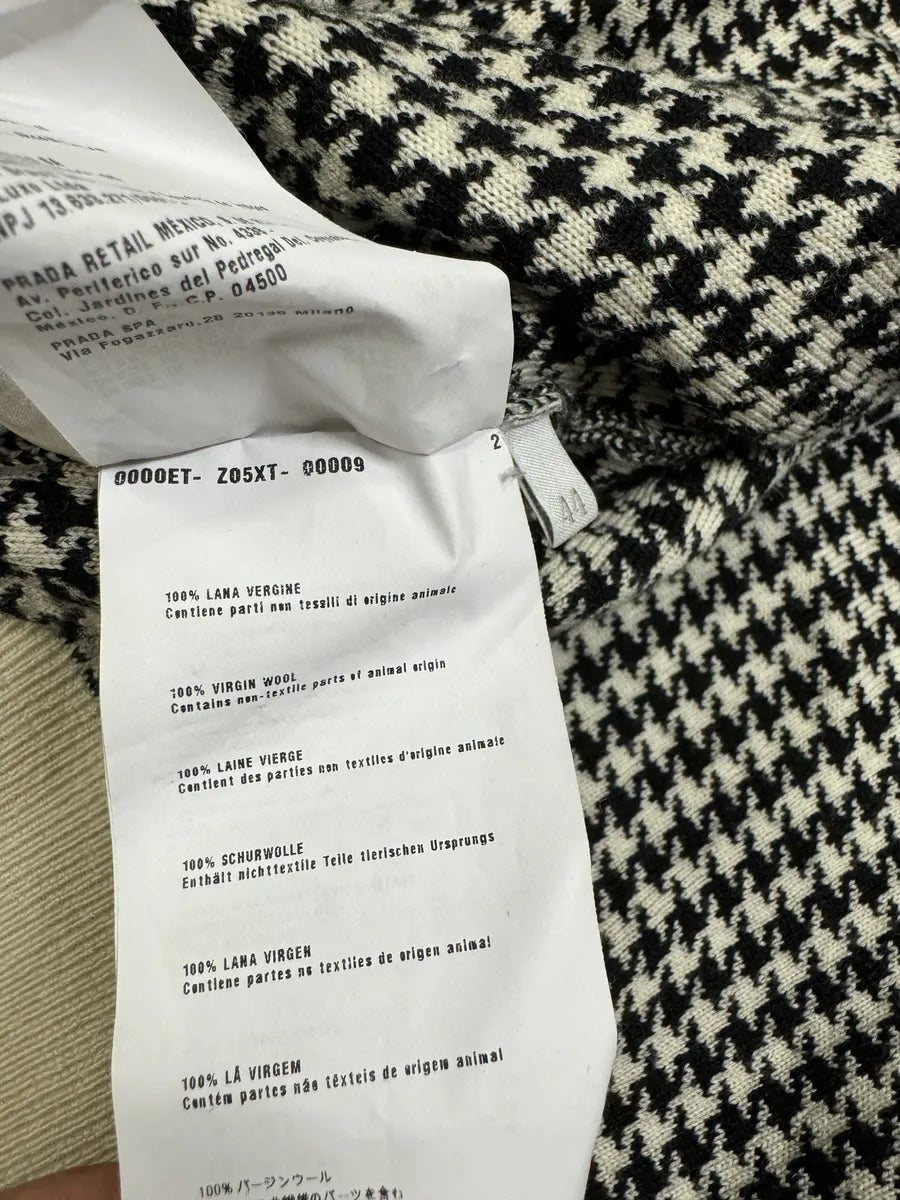 PRADA RETAIL MÉXICO,
Av. Periferico sur No.
Col. Jardines del Pedregal Del.
México, D. F., C.P. 04500
PRADA SPA
Via Fogazzaro, 28 20135 Milano
2
0000ET- Z05XT- 00009
44
100% LANA VERGINE
Contiene parti non tessili di origine animale
100% VIRGIN WOOL
Contains non-textile parts of animal origin
100% LAINE VIERGE
Contient des parties non textiles d'origine animale
100% SCHURWOLLE
Enthält nichttextile Teile tierischen Ursprungs
100% LANA VIRGEN
Contiene partes no textiles de origen animal
100% LÃ VIRGEM
Contém partes não têxteis de origem animal
100% バージンウール